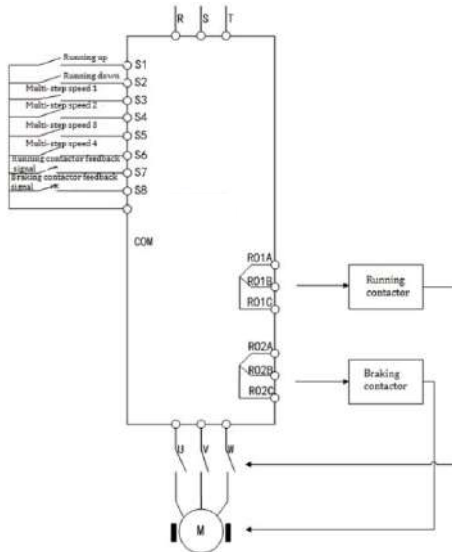 R S T
Running up
S1
Running down
S2
Multi-step speed 1
S3
Multi-step speed 2
S4
Multi-step speed 3
S5
Multi-step speed 4
S6
Running contactor feedback
signal
S7
Braking contactor feedback
signal
S8
COM
RO1A
RO1B
RO1C
Running
contactor
RO2A
RO2B
RO2C
Braking
contactor
U V W
M